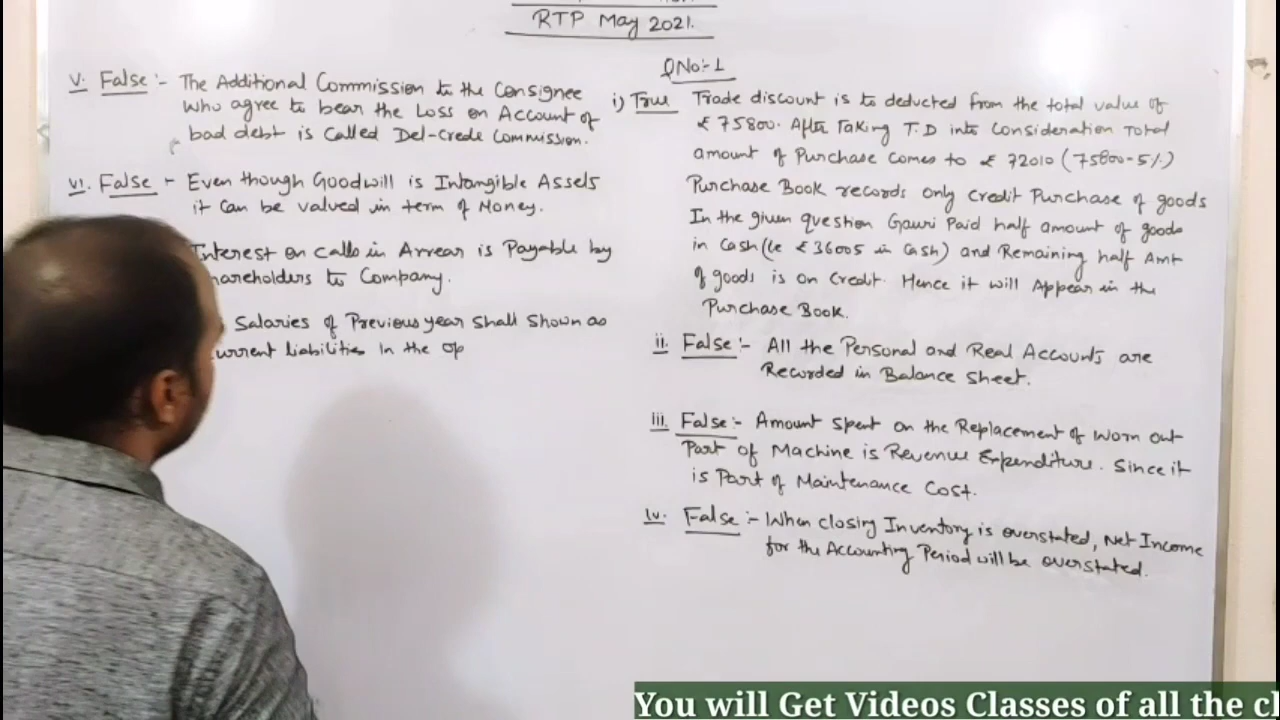 RTP May 2021.
QNo:-1
i) True Trade discount is to deducted from the total value of
₹ 75800. After Taking T.D into Consideration Total
amount of Purchase comes to ₹ 72010 (75800-5%)
Purchase Book records only credit Purchase of goods
In the given question Gauri Paid half amount of goods
in Cash (ie ₹ 36005 in Cash) and Remaining half Amt
of goods is on Credit. Hence it will Appear in the
Purchase Book.
ii. False:- All the Personal and Real Accounts are
Recorded in Balance Sheet.
iii. False:- Amount Spent on the Replacement of Worn out
Part of Machine is Revenue Expenditure. Since it
is Part of Maintenance Cost.
iv. False:- When closing Inventory is overstated, Net Income
for the Accounting Period will be overstated.
V. False:- The Additional Commission to the Consignee
Who agree to bear the Loss on Account of
bad debt is Called Del-Crede Commission.
VI. False:- Even though Goodwill is Intangible Assets
it Can be valued in term of Money.
Interest on calls in Arrear is Payable by
hareholders to Company.
Salaries of Previous year Shall Shown as
urrent liabilities In the op
You will Get Videos Classes of all the cl